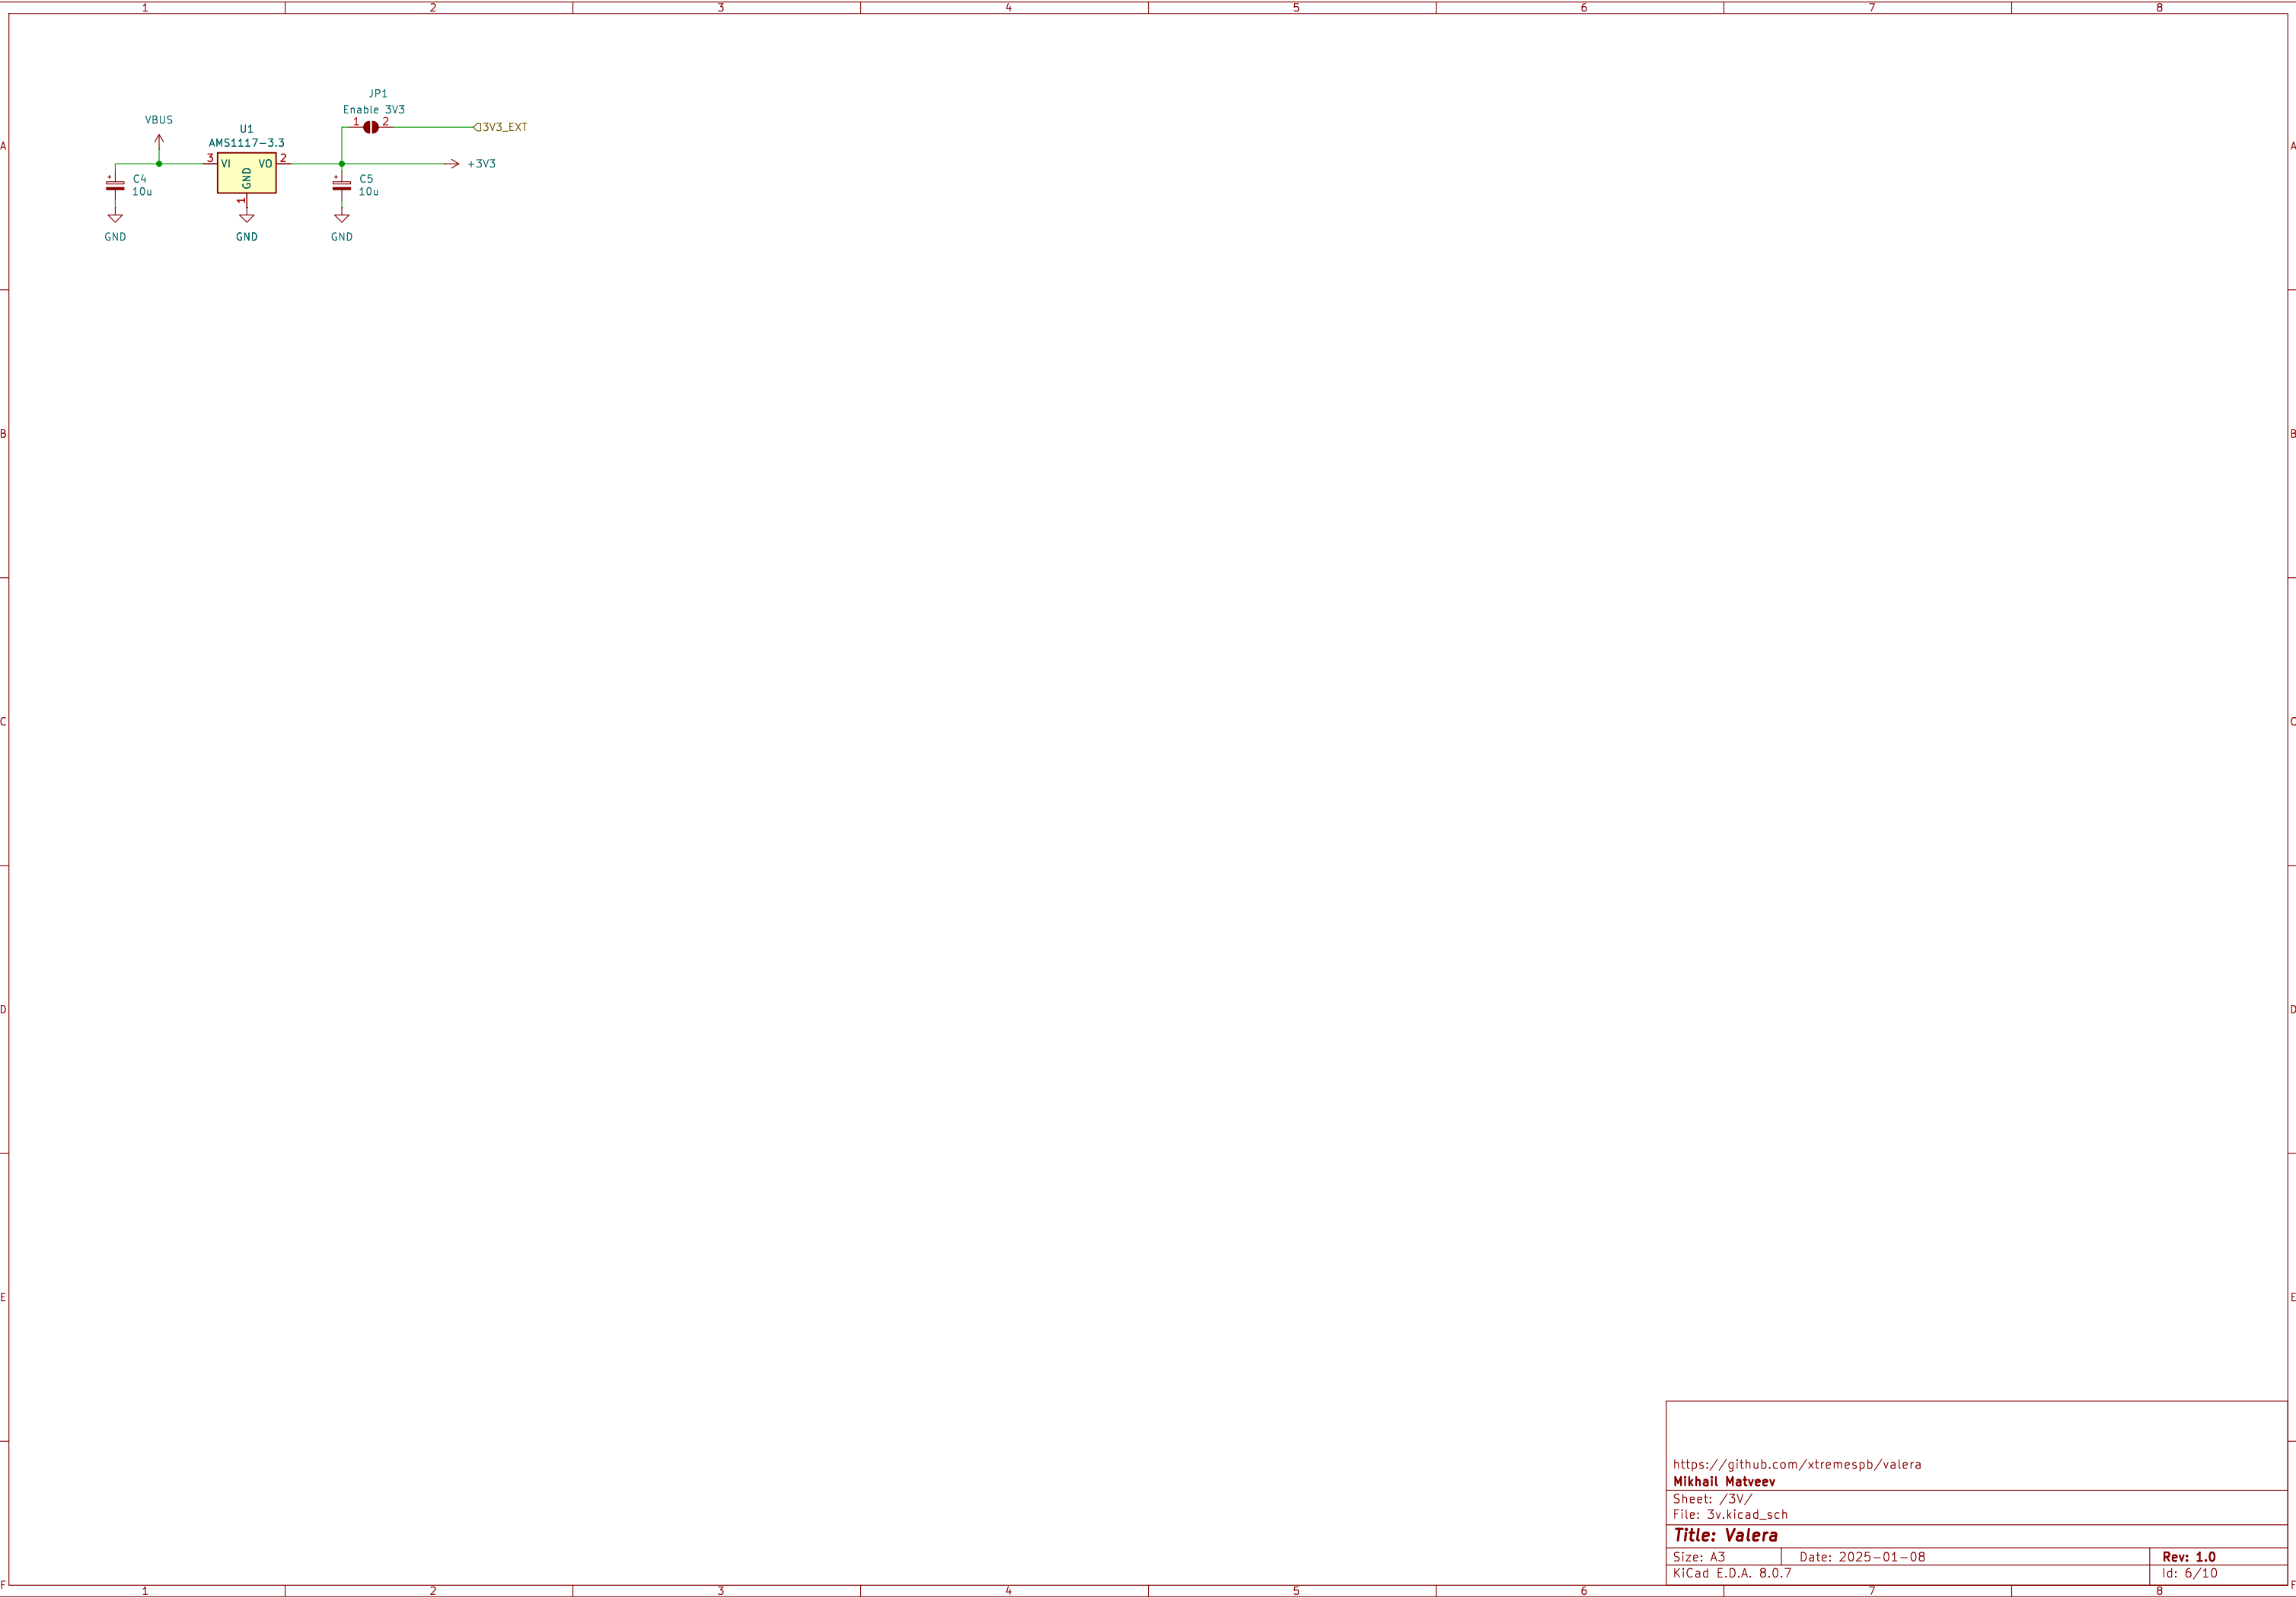 1 2 3 4 5 6 7 8
JP1
Enable 3V3
VBUS
1 2
3V3_EXT
U1
AMS1117-3.3
A A
3 VI VO 2
+3V3
GND
1
C4
10u
C5
10u
GND GND GND
B B
C C
D D
E E
https://github.com/xtremespb/valera
Mikhail Matveev
Sheet: /3V/
File: 3v.kicad_sch
Title: Valera
Size: A3 Date: 2025-01-08 Rev: 1.0
KiCad E.D.A. 8.0.7 Id: 6/10
F F
1 2 3 4 5 6 7 8